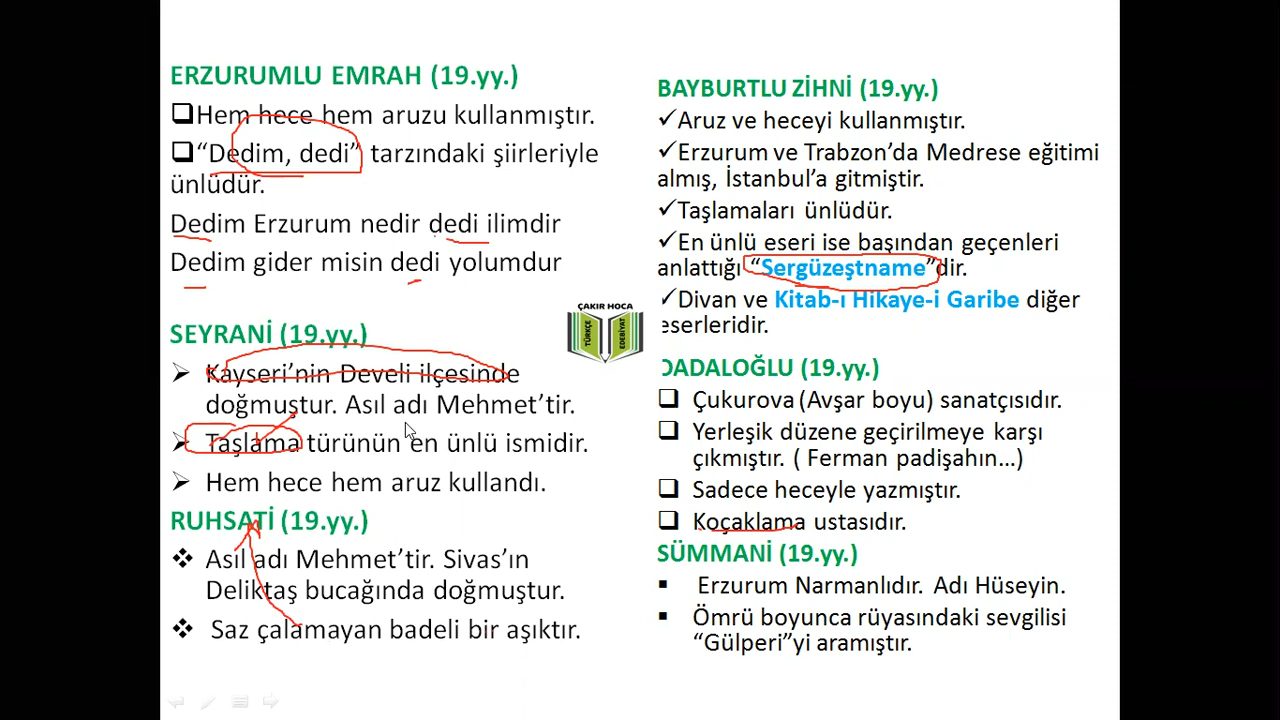 ERZURUMLU EMRAH (19.yy.)
Hem hece hem aruzu kullanmıştır.
“Dedim, dedi” tarzındaki şiirleriyle
ünlüdür.
Dedim Erzurum nedir dedi ilimdir
Dedim gider misin dedi yolumdur
SEYRANİ (19.yy.)
Kayseri’nin Develi ilçesinde
doğmuştur. Asıl adı Mehmet’tir.
Taşlama türünün en ünlü ismidir.
Hem hece hem aruz kullandı.
RUHSATİ (19.yy.)
Asıl adı Mehmet’tir. Sivas’ın
Deliktaş bucağında doğmuştur.
Saz çalamayan badeli bir aşıktır.
ÇAKIR HOCA
TÜRKÇE
EDEBİYAT
BAYBURTLU ZİHNİ (19.yy.)
Aruz ve heceyi kullanmıştır.
Erzurum ve Trabzon’da Medrese eğitimi
almış, İstanbul’a gitmiştir.
Taşlamaları ünlüdür.
En ünlü eseri ise başından geçenleri
anlattığı “Sergüzeştname”dir.
Divan ve Kitab-ı Hikaye-i Garibe diğer
eserleridir.
DADALOĞLU (19.yy.)
Çukurova (Avşar boyu) sanatçısıdır.
Yerleşik düzene geçirilmeye karşı
çıkmıştır. ( Ferman padişahın…)
Sadece heceyle yazmıştır.
Koçaklama ustasıdır.
SÜMMANİ (19.yy.)
Erzurum Narmanlıdır. Adı Hüseyin.
Ömrü boyunca rüyasındaki sevgilisi
“Gülperi”yi aramıştır.